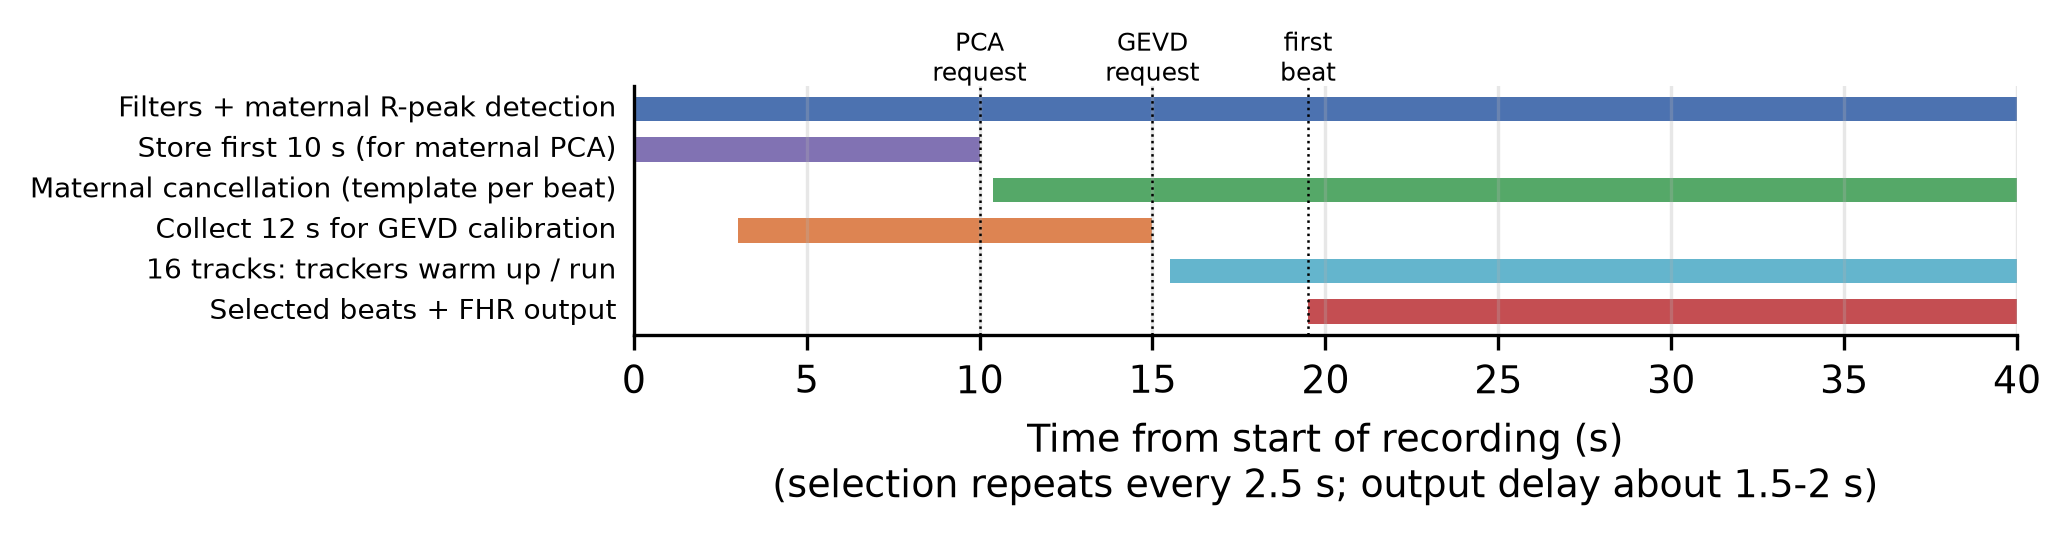 PCA
request
GEVD
request
first
beat
Filters + maternal R-peak detection
Store first 10 s (for maternal PCA)
Maternal cancellation (template per beat)
Collect 12 s for GEVD calibration
16 tracks: trackers warm up / run
Selected beats + FHR output
0 5 10 15 20 25 30 35 40
Time from start of recording (s)
(selection repeats every 2.5 s; output delay about 1.5-2 s)